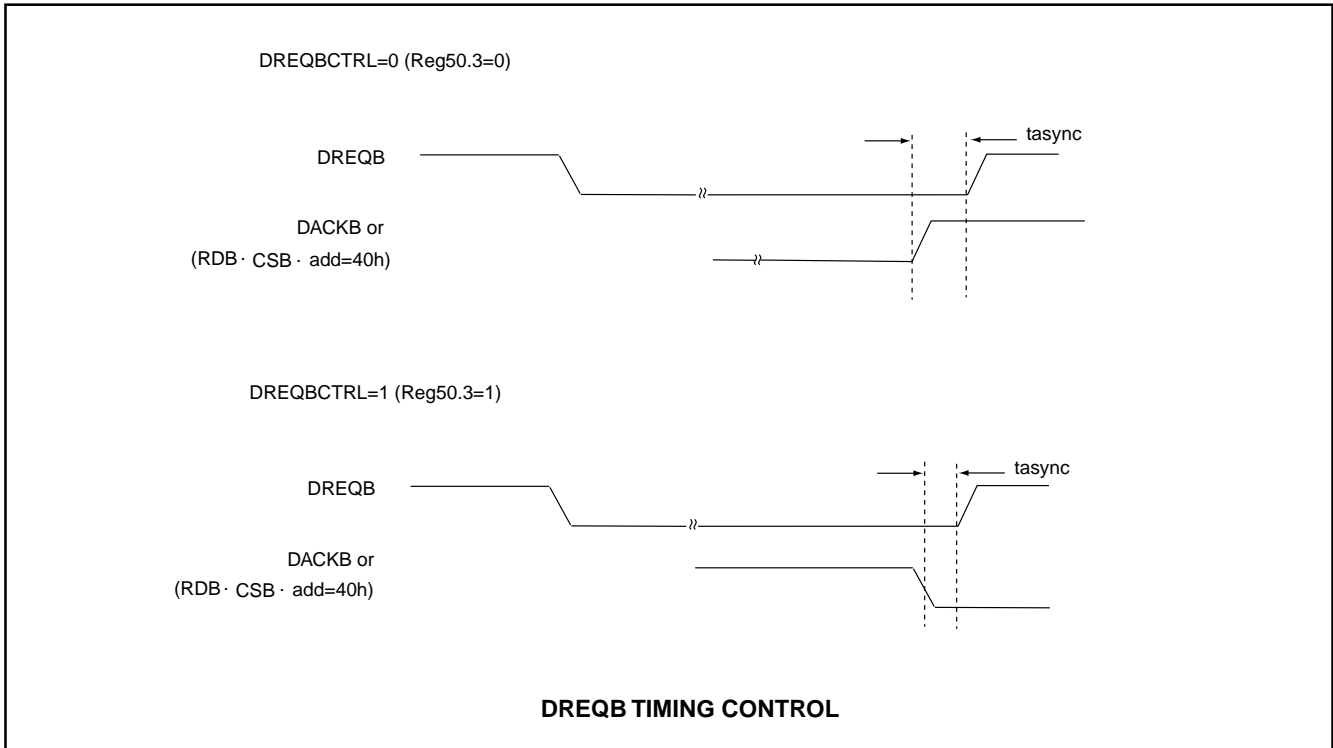 DREQBCTRL=0 (Reg50.3=0)
tasync
DREQB
DACKB or
(RDB · CSB · add=40h)
DREQBCTRL=1 (Reg50.3=1)
tasync
DREQB
DACKB or
(RDB · CSB · add=40h)
DREQB TIMING CONTROL